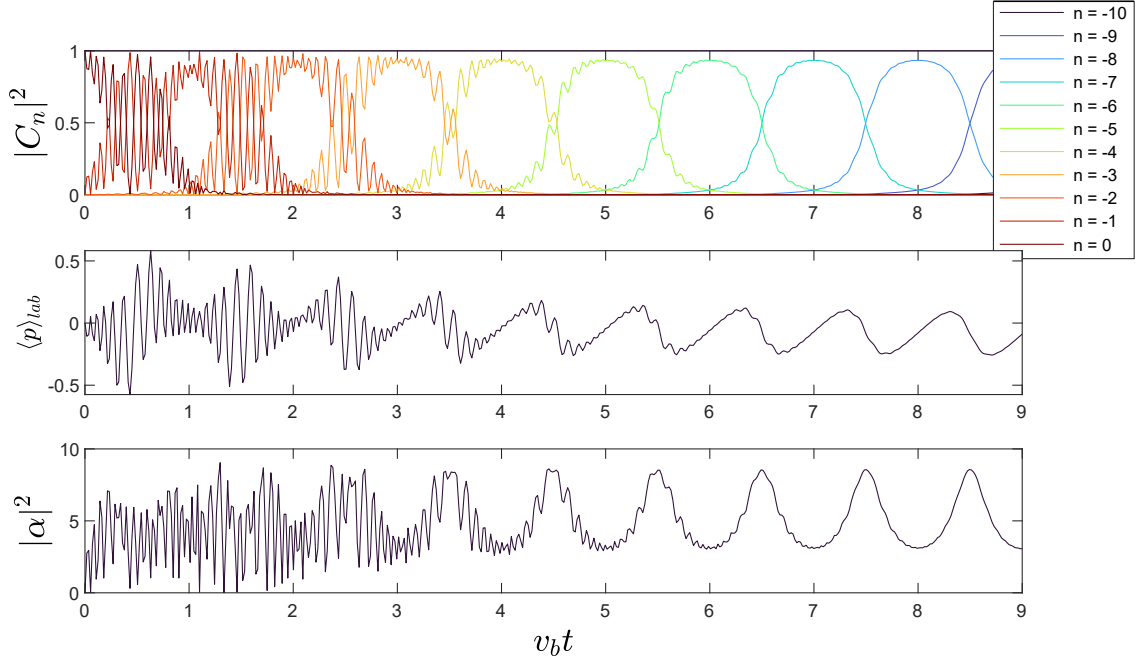 n = -10
n = -9
n = -8
n = -7
n = -6
n = -5
n = -4
n = -3
n = -2
n = -1
n = 0
|C_n|^2
1
0.5
0
0 1 2 3 4 5 6 7 8
⟨p⟩_lab
0.5
0
-0.5
0 1 2 3 4 5 6 7 8 9
|α|^2
10
5
0
0 1 2 3 4 5 6 7 8 9
v_b t